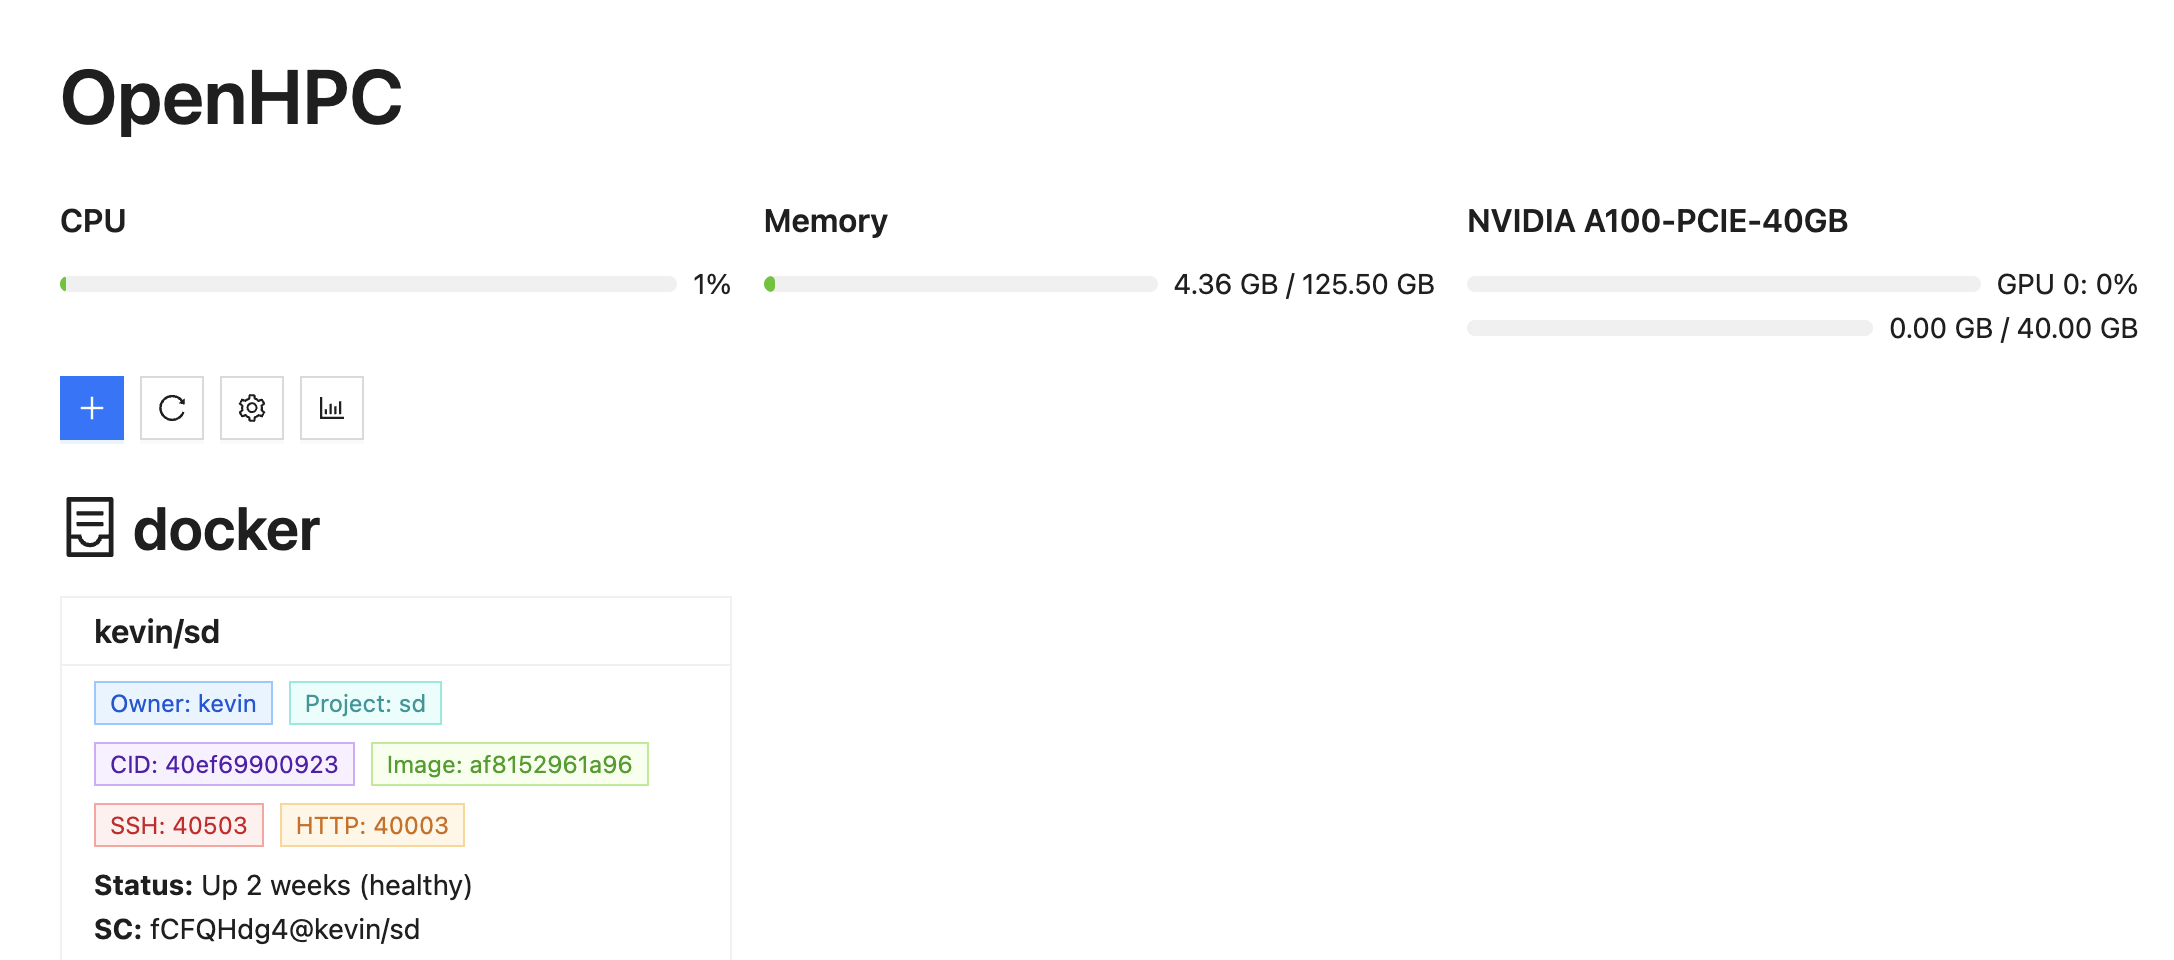 OpenHPC
CPU
1%
Memory
4.36 GB / 125.50 GB
NVIDIA A100-PCIE-40GB
GPU 0: 0%
0.00 GB / 40.00 GB
docker
kevin/sd
Owner: kevin Project: sd
CID: 40ef69900923 Image: af8152961a96
SSH: 40503 HTTP: 40003
Status: Up 2 weeks (healthy)
SC: fCFQHdg4@kevin/sd